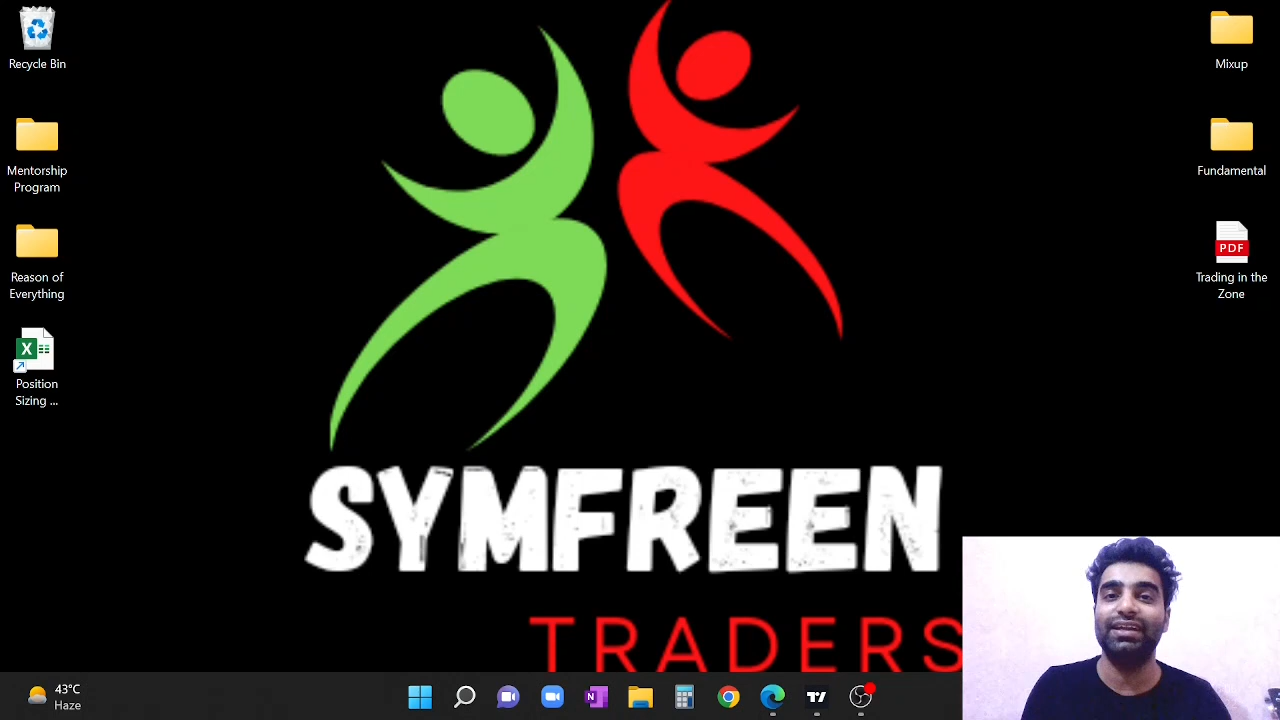 Recycle Bin
Mentorship
Program
Reason of
Everything
X
Position
Sizing ...
Mixup
Fundamental
PDF
Trading in the
Zone
SYMFREEN
TRADERS
43°C
Haze
N